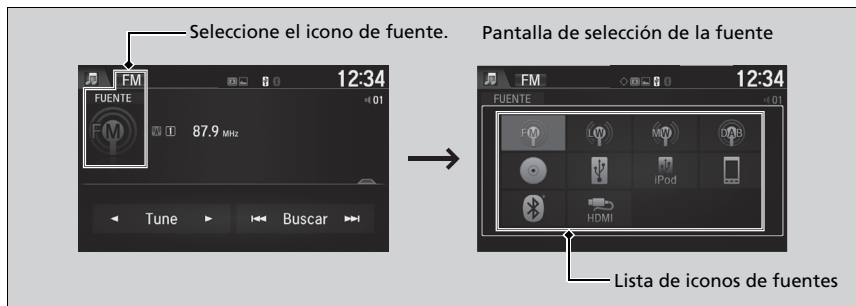 Seleccione el icono de fuente.
Pantalla de selección de la fuente
FM
12:34
FUENTE
01
FM
1
87.9 MHz
Tune
Buscar
FM
12:34
FUENTE
01
FM
LW
MW
DAB
iPod
HDMI
Lista de iconos de fuentes